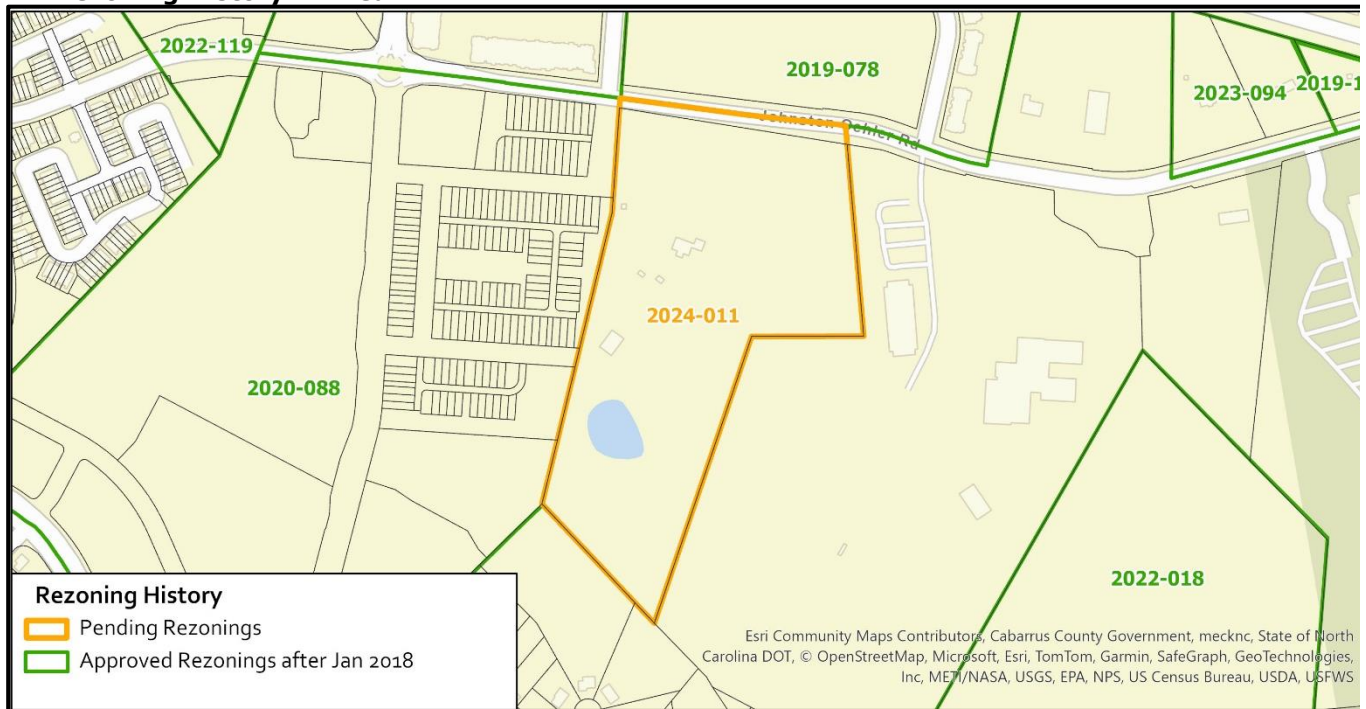 2022-119
2019-078
2023-094
2019-1
Johnston Oehler Rd
2024-011
2020-088
2022-018
Rezoning History
Pending Rezonings
Approved Rezonings after Jan 2018
Esri Community Maps Contributors, Cabarrus County Government, mecknc, State of North
Carolina DOT, © OpenStreetMap, Microsoft, Esri, TomTom, Garmin, SafeGraph, GeoTechnologies,
Inc, METI/NASA, USGS, EPA, NPS, US Census Bureau, USDA, USFWS